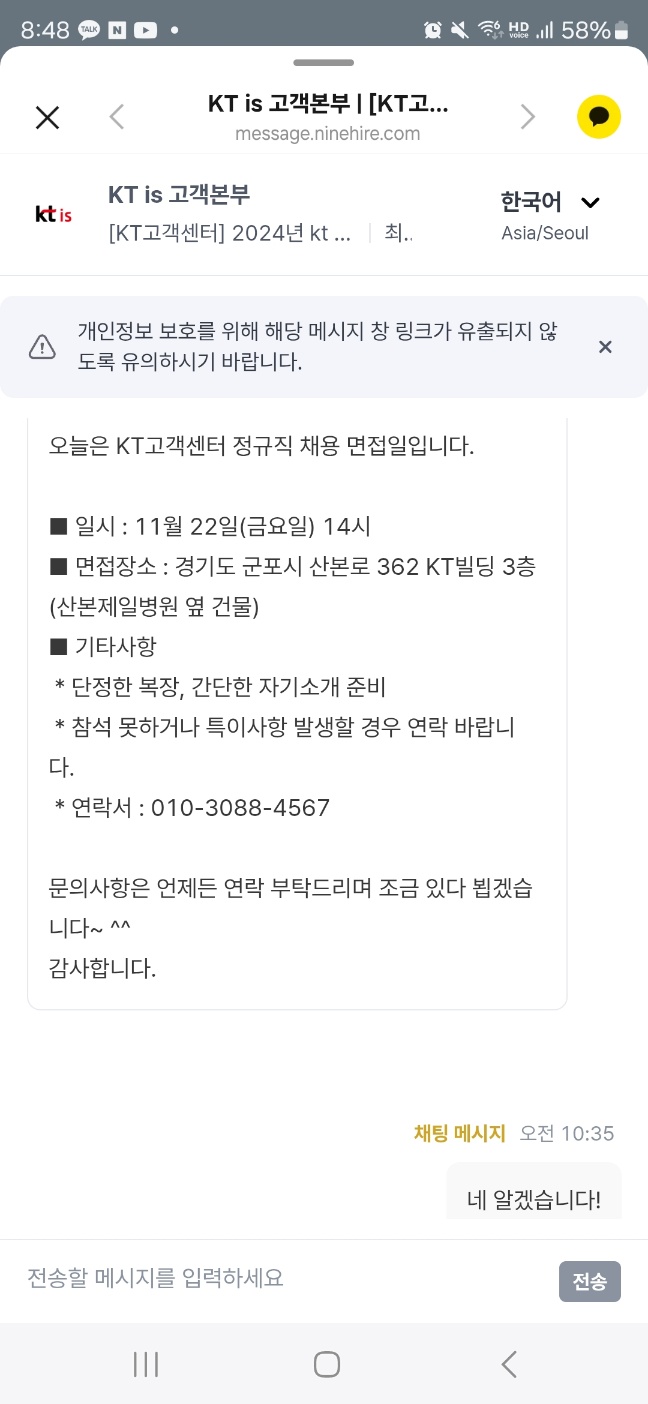 8:48 TALK N HD voice 58%
KT is 고객본부 | [KT고...
message.ninehire.com
kt is
KT is 고객본부
한국어
[KT고객센터] 2024년 kt ... 최..
Asia/Seoul
개인정보 보호를 위해 해당 메시지 창 링크가 유출되지 않
도록 유의하시기 바랍니다.
오늘은 KT고객센터 정규직 채용 면접일입니다.
■ 일시 : 11월 22일(금요일) 14시
■ 면접장소 : 경기도 군포시 산본로 362 KT빌딩 3층
(산본제일병원 옆 건물)
■ 기타사항
* 단정한 복장, 간단한 자기소개 준비
* 참석 못하거나 특이사항 발생할 경우 연락 바랍니
다.
* 연락서 : 010-3088-4567
문의사항은 언제든 연락 부탁드리며 조금 있다 뵙겠습
니다~ ^^
감사합니다.
채팅 메시지 오전 10:35
네 알겠습니다!
전송할 메시지를 입력하세요
전송